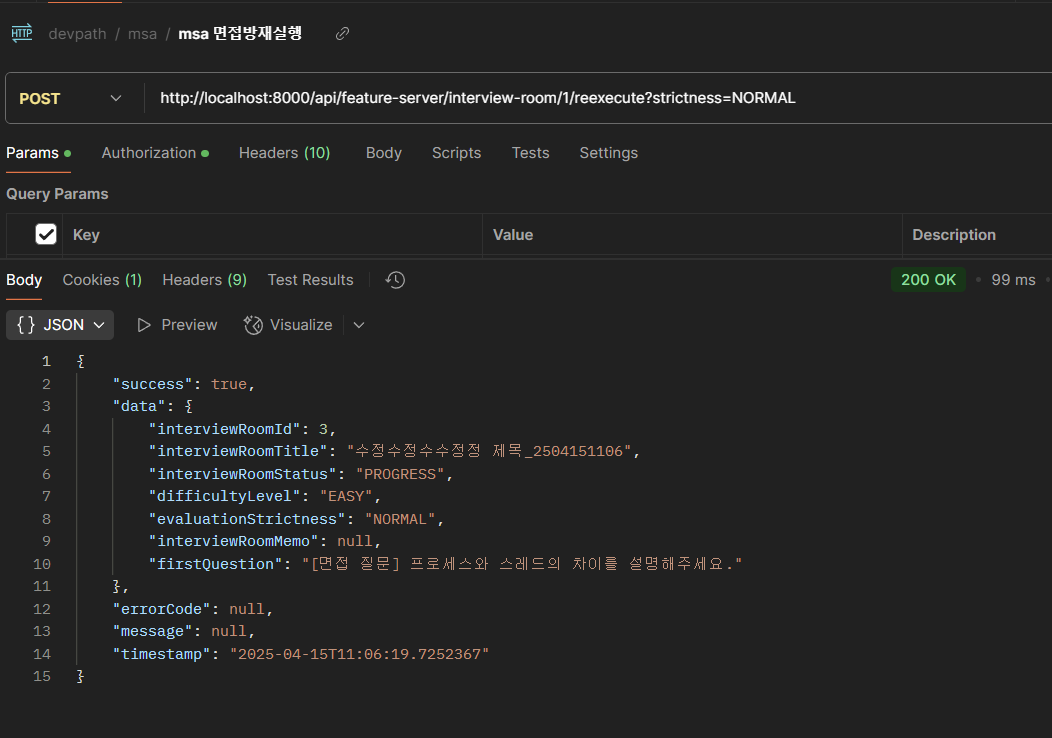 HTTP devpath / msa / msa 면접방재실행
POST http://localhost:8000/api/feature-server/interview-room/1/reexecute?strictness=NORMAL
Params Authorization Headers (10) Body Scripts Tests Settings
Query Params
Key Value Description
Body Cookies (1) Headers (9) Test Results 200 OK • 99 ms •
{} JSON Preview Visualize
1 {
2 "success": true,
3 "data": {
4 "interviewRoomId": 3,
5 "interviewRoomTitle": "수정수정수수정정 제목_2504151106",
6 "interviewRoomStatus": "PROGRESS",
7 "difficultyLevel": "EASY",
8 "evaluationStrictness": "NORMAL",
9 "interviewRoomMemo": null,
10 "firstQuestion": "[면접 질문] 프로세스와 스레드의 차이를 설명해주세요."
11 },
12 "errorCode": null,
13 "message": null,
14 "timestamp": "2025-04-15T11:06:19.7252367"
15 }